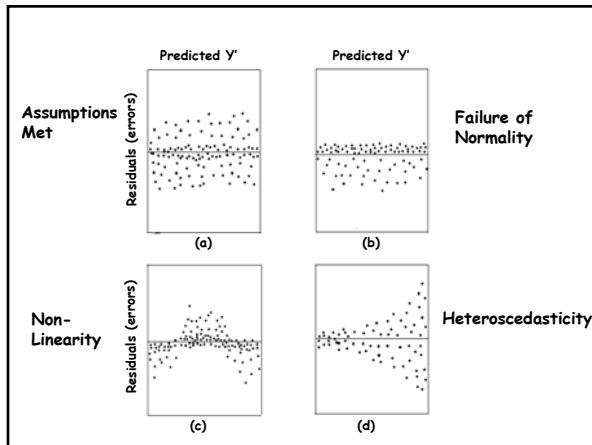 Predicted Y' Predicted Y'
Assumptions
Met
Residuals (errors)
Failure of
Normality
(a) (b)
Non-
Linearity
Residuals (errors)
Heteroscedasticity
(c) (d)